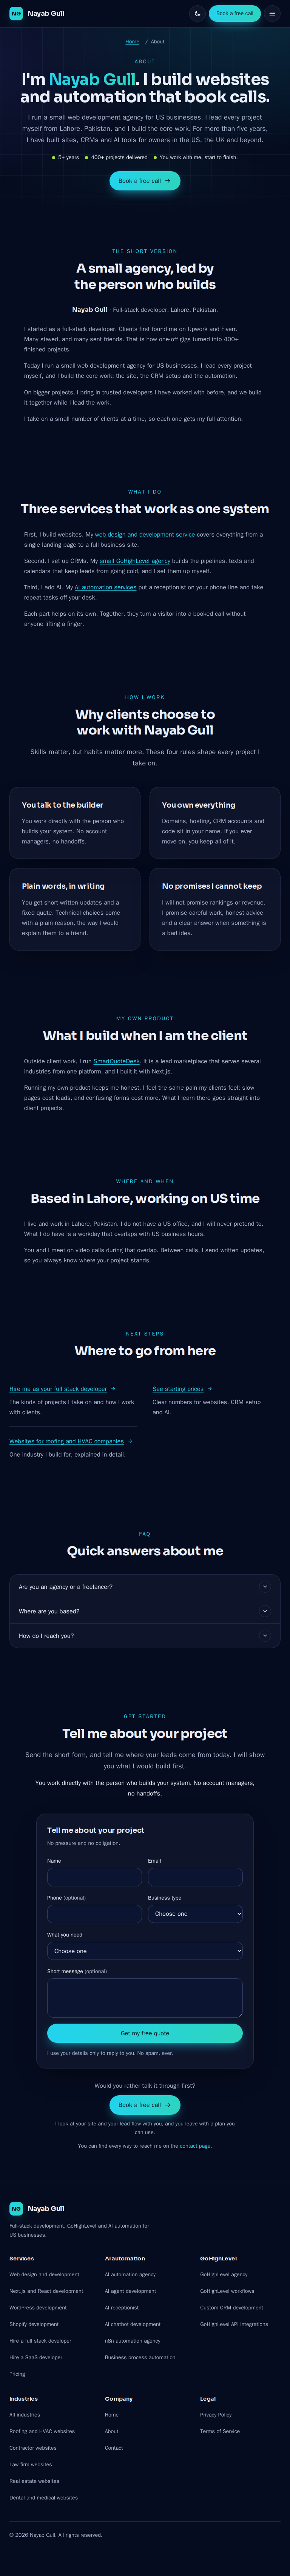 NG Nayab Gull
Book a free call
Home / About
ABOUT
I'm Nayab Gull. I build websites
and automation that book calls.
I run a small web development agency for US businesses. I lead every project
myself from Lahore, Pakistan, and I build the core work. For more than five years,
I have built sites, CRMs and AI tools for owners in the US, the UK and beyond.
5+ years 400+ projects delivered You work with me, start to finish.
Book a free call →
THE SHORT VERSION
A small agency, led by
the person who builds
Nayab Gull · Full-stack developer, Lahore, Pakistan.
I started as a full-stack developer. Clients first found me on Upwork and Fiverr.
Many stayed, and many sent friends. That is how one-off gigs turned into 400+
finished projects.
Today I run a small web development agency for US businesses. I lead every project
myself, and I build the core work: the site, the CRM setup and the automation.
On bigger projects, I bring in trusted developers I have worked with before, and we build
it together while I lead the work.
I take on a small number of clients at a time, so each one gets my full attention.
WHAT I DO
Three services that work as one system
First, I build websites. My web design and development service covers everything from a
single landing page to a full business site.
Second, I set up CRMs. My small GoHighLevel agency builds the pipelines, texts and
calendars that keep leads from going cold, and I set them up myself.
Third, I add AI. My AI automation services put a receptionist on your phone line and take
repeat tasks off your desk.
Each part helps on its own. Together, they turn a visitor into a booked call without
anyone lifting a finger.
HOW I WORK
Why clients choose to
work with Nayab Gull
Skills matter, but habits matter more. These four rules shape every project I
take on.
You talk to the builder
You work directly with the person who
builds your system. No account
managers, no handoffs.
You own everything
Domains, hosting, CRM accounts and
code sit in your name. If you ever
move on, you keep all of it.
Plain words, in writing
You get short written updates and a
fixed quote. Technical choices come
with a plain reason, the way I would
explain them to a friend.
No promises I cannot keep
I will not promise rankings or revenue.
I promise careful work, honest advice
and a clear answer when something is
a bad idea.
MY OWN PRODUCT
What I build when I am the client
Outside client work, I run SmartQuoteDesk. It is a lead marketplace that serves several
industries from one platform, and I built it with Next.js.
Running my own product keeps me honest. I feel the same pain my clients feel: slow
pages cost leads, and confusing forms cost more. What I learn there goes straight into
client projects.
WHERE AND WHEN
Based in Lahore, working on US time
I live and work in Lahore, Pakistan. I do not have a US office, and I will never pretend to.
What I do have is a workday that overlaps with US business hours.
You and I meet on video calls during that overlap. Between calls, I send written updates,
so you always know where your project stands.
NEXT STEPS
Where to go from here
Hire me as your full stack developer →
The kinds of projects I take on and how I work
with clients.
See starting prices →
Clear numbers for websites, CRM setup
and AI.
Websites for roofing and HVAC companies →
One industry I build for, explained in detail.
FAQ
Quick answers about me
Are you an agency or a freelancer?
Where are you based?
How do I reach you?
GET STARTED
Tell me about your project
Send the short form, and tell me where your leads come from today. I will show
you what I would build first.
You work directly with the person who builds your system. No account managers,
no handoffs.
Tell me about your project
No pressure and no obligation.
Name
Email
Phone (optional)
Business type
Choose one
What you need
Choose one
Short message (optional)
Get my free quote
I use your details only to reply to you. No spam, ever.
Would you rather talk it through first?
Book a free call →
I look at your site and your lead flow with you, and you leave with a plan you
can use.
You can find every way to reach me on the contact page.
NG Nayab Gull
Full-stack development, GoHighLevel and AI automation for
US businesses.
Services
Web design and development
Next.js and React development
WordPress development
Shopify development
Hire a full stack developer
Hire a SaaS developer
Pricing
AI automation
AI automation agency
AI agent development
AI receptionist
AI chatbot development
n8n automation agency
Business process automation
GoHighLevel
GoHighLevel agency
GoHighLevel workflows
Custom CRM development
GoHighLevel API integrations
Industries
All industries
Roofing and HVAC websites
Contractor websites
Law firm websites
Real estate websites
Dental and medical websites
Company
Home
About
Contact
Legal
Privacy Policy
Terms of Service
© 2026 Nayab Gull. All rights reserved.